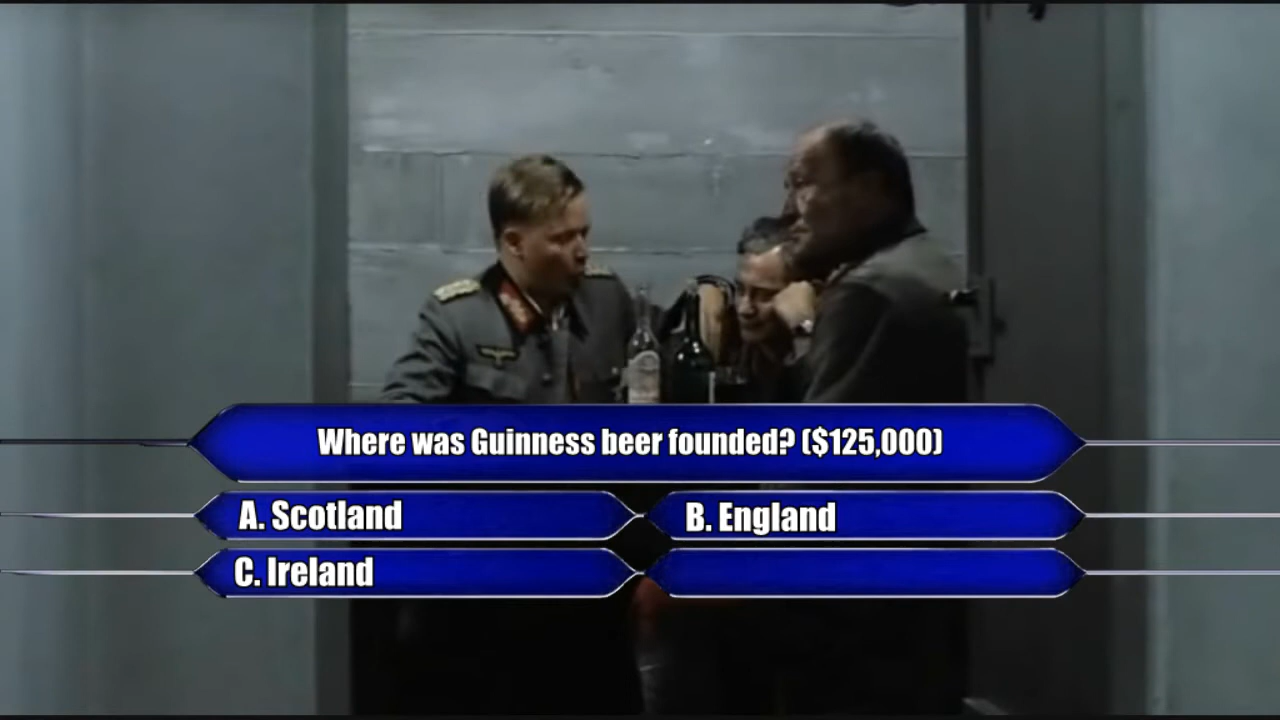 Where was Guinness beer founded? ($125,000)
A. Scotland
B. England
C. Ireland